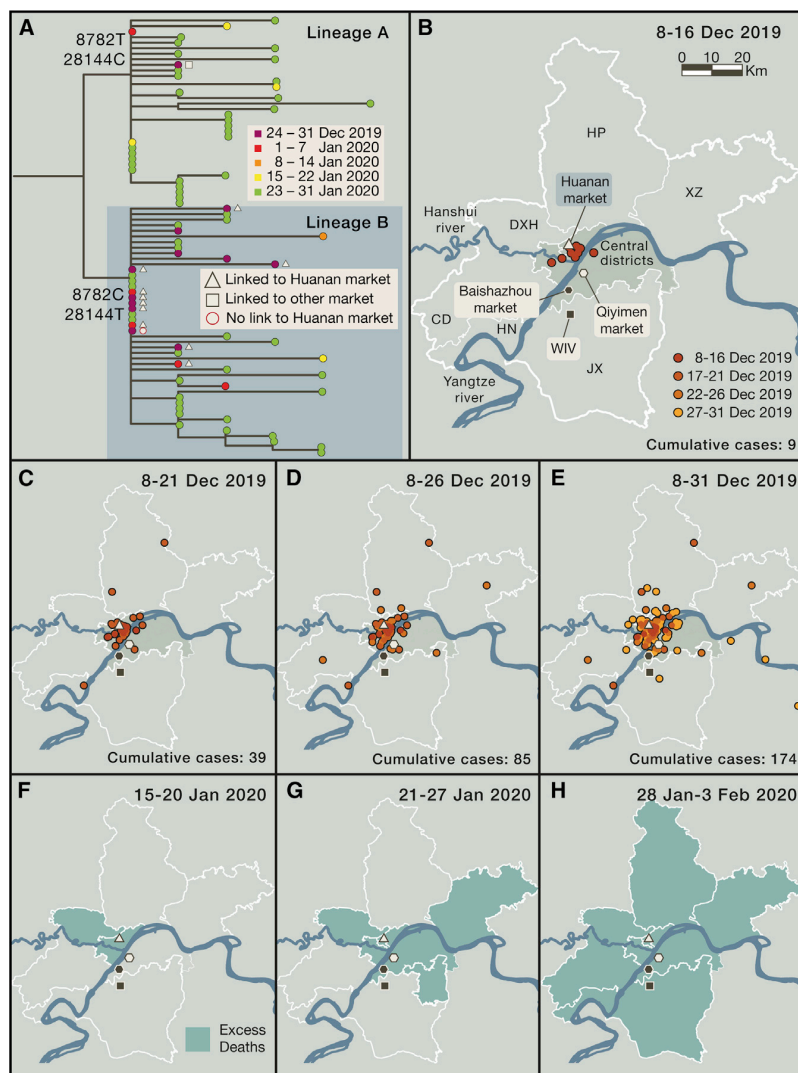 A
Lineage A
8782T
28144C
24 – 31 Dec 2019
1 – 7 Jan 2020
8 – 14 Jan 2020
15 – 22 Jan 2020
23 – 31 Jan 2020
Lineage B
Linked to Huanan market
Linked to other market
No link to Huanan market
8782C
28144T
B
8-16 Dec 2019
0 10 20
Km
HP
XZ
Huanan
market
Hanshui
river
DXH
Central
districts
Baishazhou
market
Qiyimen
market
CD
HN
WIV
JX
Yangtze
river
8-16 Dec 2019
17-21 Dec 2019
22-26 Dec 2019
27-31 Dec 2019
Cumulative cases: 9
C
8-21 Dec 2019
Cumulative cases: 39
D
8-26 Dec 2019
Cumulative cases: 85
E
8-31 Dec 2019
Cumulative cases: 174
F
15-20 Jan 2020
Excess
Deaths
G
21-27 Jan 2020
H
28 Jan-3 Feb 2020